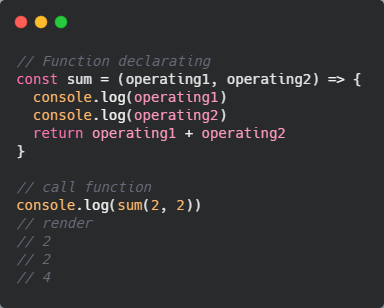 // Function declarating
const sum = (operating1, operating2) => {
  console.log(operating1)
  console.log(operating2)
  return operating1 + operating2
}

// call function
console.log(sum(2, 2))
// render
// 2
// 2
// 4